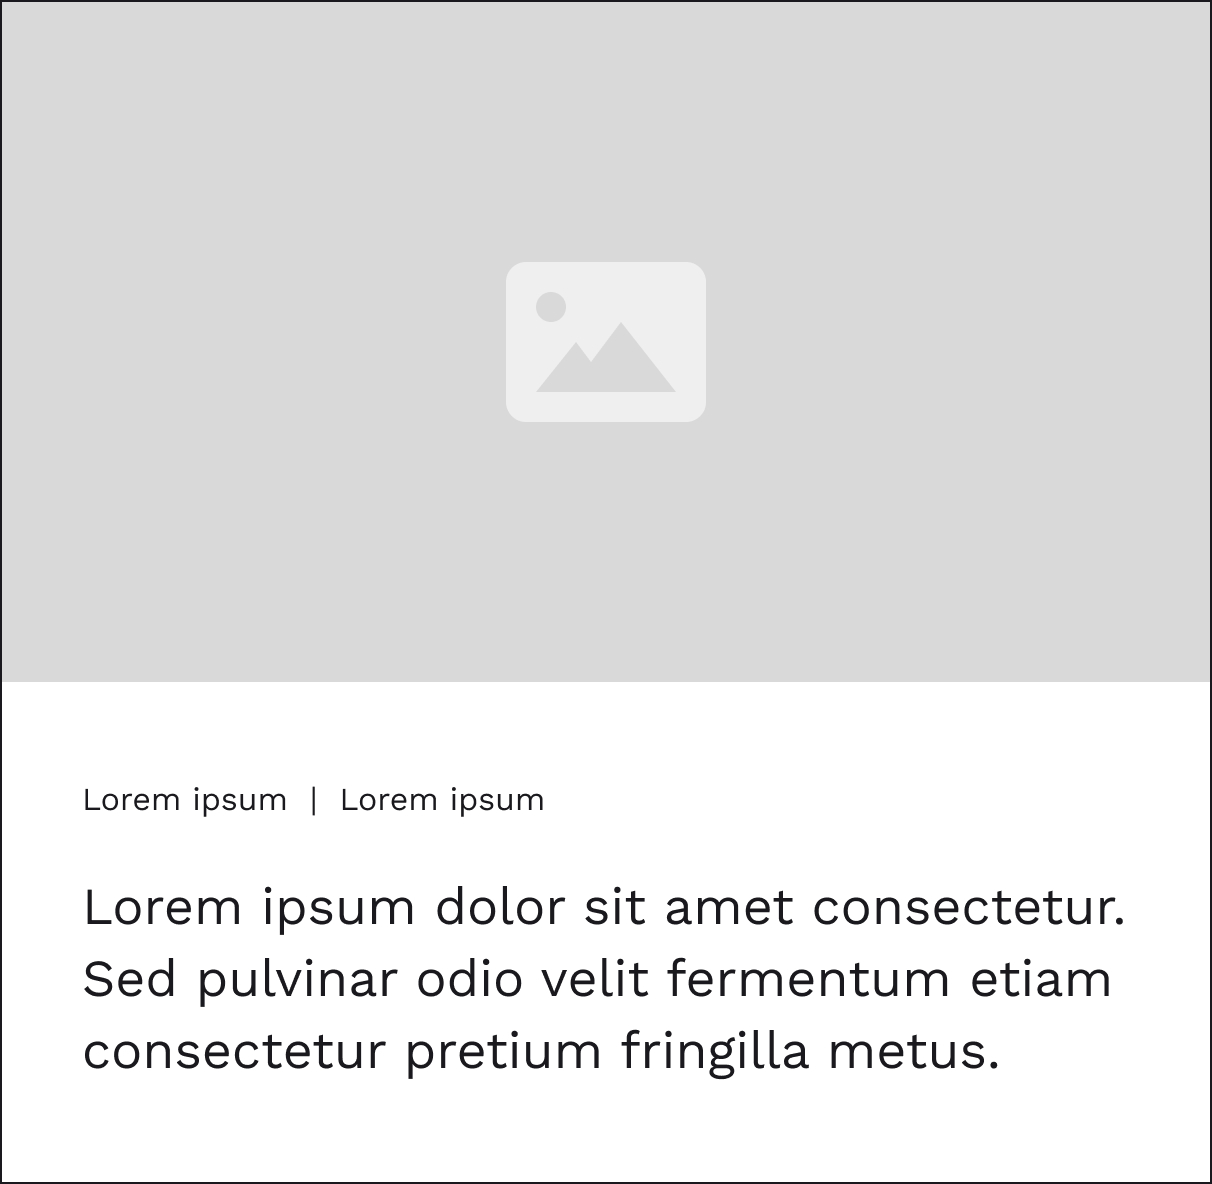 Lorem ipsum | Lorem ipsum
Lorem ipsum dolor sit amet consectetur.
Sed pulvinar odio velit fermentum etiam
consectetur pretium fringilla metus.